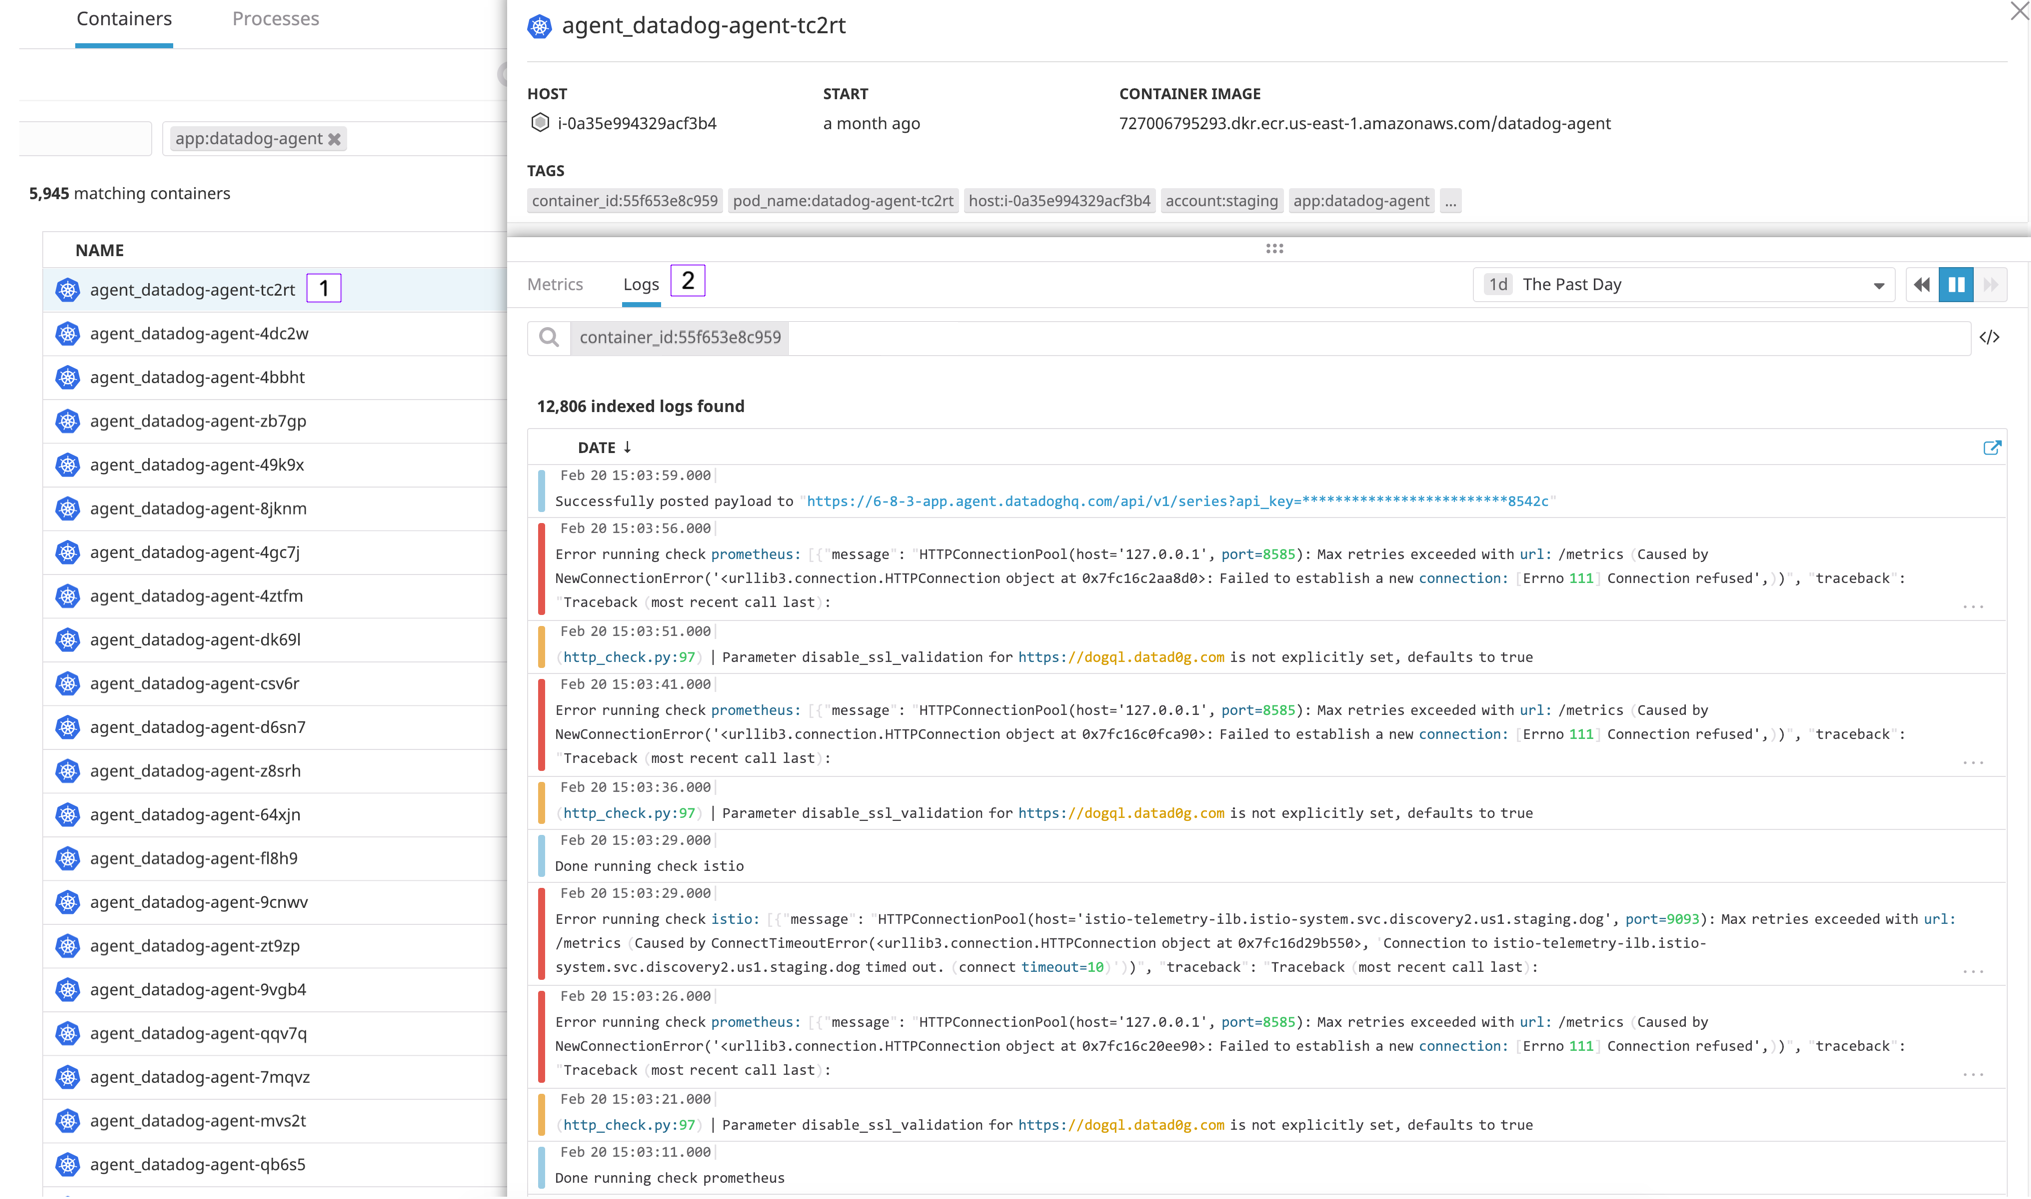 Containers Processes
app:datadog-agent
5,945 matching containers
NAME
agent_datadog-agent-tc2rt 1
agent_datadog-agent-4dc2w
agent_datadog-agent-4bbht
agent_datadog-agent-zb7gp
agent_datadog-agent-49k9x
agent_datadog-agent-8jknm
agent_datadog-agent-4gc7j
agent_datadog-agent-4ztfm
agent_datadog-agent-dk69l
agent_datadog-agent-csv6r
agent_datadog-agent-d6sn7
agent_datadog-agent-z8srh
agent_datadog-agent-64xjn
agent_datadog-agent-fl8h9
agent_datadog-agent-9cnwv
agent_datadog-agent-zt9zp
agent_datadog-agent-9vgb4
agent_datadog-agent-qqv7q
agent_datadog-agent-7mqvz
agent_datadog-agent-mvs2t
agent_datadog-agent-qb6s5
agent_datadog-agent-tc2rt
HOST START CONTAINER IMAGE
i-0a35e994329acf3b4 a month ago 727006795293.dkr.ecr.us-east-1.amazonaws.com/datadog-agent
TAGS
container_id:55f653e8c959 pod_name:datadog-agent-tc2rt host:i-0a35e994329acf3b4 account:staging app:datadog-agent ...
Metrics Logs 2 1d The Past Day
container_id:55f653e8c959 </>
12,806 indexed logs found
DATE ↓
Feb 20 15:03:59.000
Successfully posted payload to "https://6-8-3-app.agent.datadoghq.com/api/v1/series?api_key=*************************8542c"
Feb 20 15:03:56.000
Error running check prometheus: [{"message": "HTTPConnectionPool(host='127.0.0.1', port=8585): Max retries exceeded with url: /metrics (Caused by
NewConnectionError('<urllib3.connection.HTTPConnection object at 0x7fc16c2aa8d0>: Failed to establish a new connection: [Errno 111] Connection refused',))", "traceback":
"Traceback (most recent call last):
...
Feb 20 15:03:51.000
(http_check.py:97) | Parameter disable_ssl_validation for https://dogql.datad0g.com is not explicitly set, defaults to true
Feb 20 15:03:41.000
Error running check prometheus: [{"message": "HTTPConnectionPool(host='127.0.0.1', port=8585): Max retries exceeded with url: /metrics (Caused by
NewConnectionError('<urllib3.connection.HTTPConnection object at 0x7fc16c0fca90>: Failed to establish a new connection: [Errno 111] Connection refused',))", "traceback":
"Traceback (most recent call last):
...
Feb 20 15:03:36.000
(http_check.py:97) | Parameter disable_ssl_validation for https://dogql.datad0g.com is not explicitly set, defaults to true
Feb 20 15:03:29.000
Done running check istio
Feb 20 15:03:29.000
Error running check istio: [{"message": "HTTPConnectionPool(host='istio-telemetry-ilb.istio-system.svc.discovery2.us1.staging.dog', port=9093): Max retries exceeded with url:
/metrics (Caused by ConnectTimeoutError(<urllib3.connection.HTTPConnection object at 0x7fc16d29b550>, 'Connection to istio-telemetry-ilb.istio-
system.svc.discovery2.us1.staging.dog timed out. (connect timeout=10)'))", "traceback": "Traceback (most recent call last):
...
Feb 20 15:03:26.000
Error running check prometheus: [{"message": "HTTPConnectionPool(host='127.0.0.1', port=8585): Max retries exceeded with url: /metrics (Caused by
NewConnectionError('<urllib3.connection.HTTPConnection object at 0x7fc16c20ee90>: Failed to establish a new connection: [Errno 111] Connection refused',))", "traceback":
"Traceback (most recent call last):
...
Feb 20 15:03:21.000
(http_check.py:97) | Parameter disable_ssl_validation for https://dogql.datad0g.com is not explicitly set, defaults to true
Feb 20 15:03:11.000
Done running check prometheus